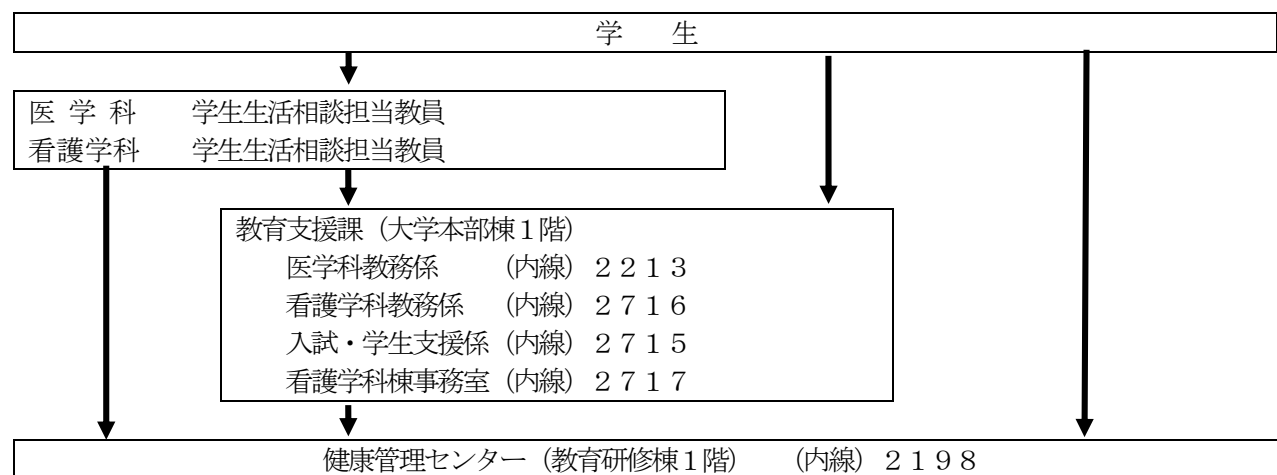 学　　生
医 学 科　　学生生活相談担当教員
看護学科　　学生生活相談担当教員
教育支援課（大学本部棟１階）
医学科教務係　　（内線）２２１３
看護学科教務係　（内線）２７１６
入試・学生支援係（内線）２７１５
看護学科棟事務室（内線）２７１７
健康管理センター（教育研修棟１階）　　（内線）２１９８